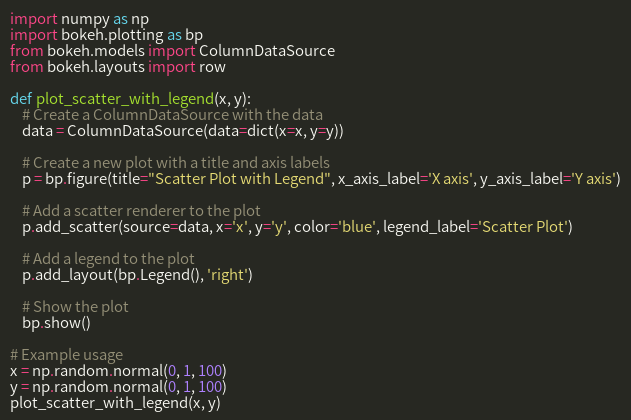 import numpy as np
import bokeh.plotting as bp
from bokeh.models import ColumnDataSource
from bokeh.layouts import row

def plot_scatter_with_legend(x, y):
    # Create a ColumnDataSource with the data
    data = ColumnDataSource(data=dict(x=x, y=y))

    # Create a new plot with a title and axis labels
    p = bp.figure(title="Scatter Plot with Legend", x_axis_label='X axis', y_axis_label='Y axis')

    # Add a scatter renderer to the plot
    p.add_scatter(source=data, x='x', y='y', color='blue', legend_label='Scatter Plot')

    # Add a legend to the plot
    p.add_layout(bp.Legend(), 'right')

    # Show the plot
    bp.show()

# Example usage
x = np.random.normal(0, 1, 100)
y = np.random.normal(0, 1, 100)
plot_scatter_with_legend(x, y)